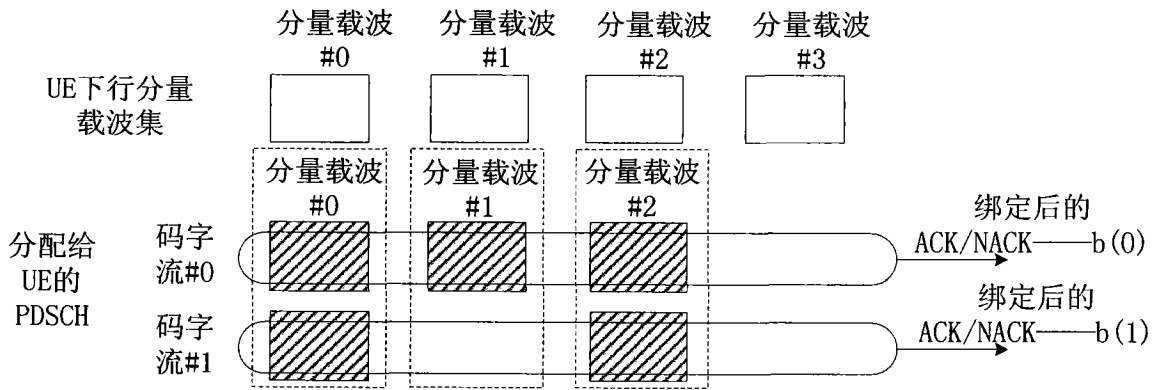 分量载波 分量载波 分量载波 分量载波
#0 #1 #2 #3
UE下行分量
载波集
分量载波 分量载波 分量载波
#0 #1 #2
分配给
UE的
PDSCH
码字
流#0
绑定后的
ACK/NACK——b(0)
码字
流#1
绑定后的
ACK/NACK——b(1)